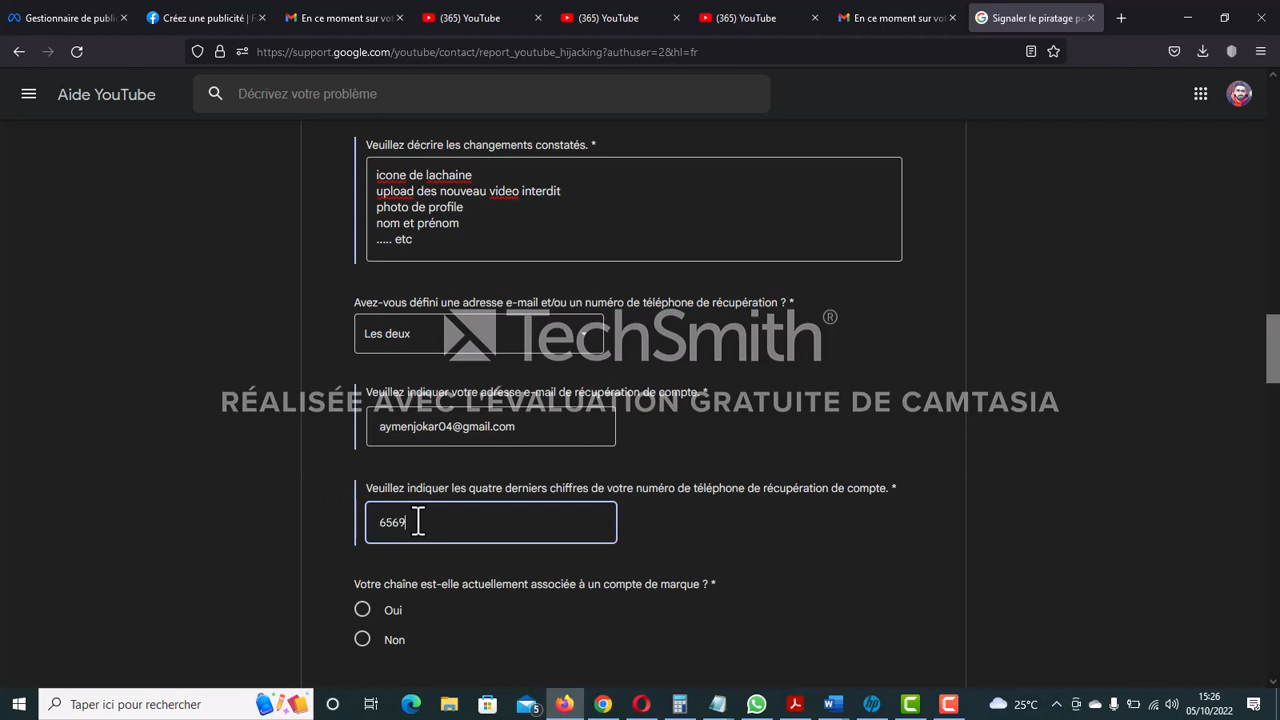 Gestionnaire de public
Créez une publicité | F
En ce moment sur vot
(365) YouTube
(365) YouTube
(365) YouTube
En ce moment sur vot
Signaler le piratage po
https://support.google.com/youtube/contact/report_youtube_hijacking?authuser=2&hl=fr
Aide YouTube
Décrivez votre problème
Veuillez décrire les changements constatés. *
icone de lachaine
upload des nouveau video interdit
photo de profile
nom et prénom
..... etc
Avez-vous défini une adresse e-mail et/ou un numéro de téléphone de récupération ? *
Les deux
TechSmith®
Veuillez indiquer votre adresse e-mail de récupération de compte. *
RÉALISÉE AVEC L'ÉVALUATION GRATUITE DE CAMTASIA
aymenjokar04@gmail.com
Veuillez indiquer les quatre derniers chiffres de votre numéro de téléphone de récupération de compte. *
6569
Votre chaîne est-elle actuellement associée à un compte de marque ? *
Oui
Non
Taper ici pour rechercher
5
25°C
15:26
05/10/2022